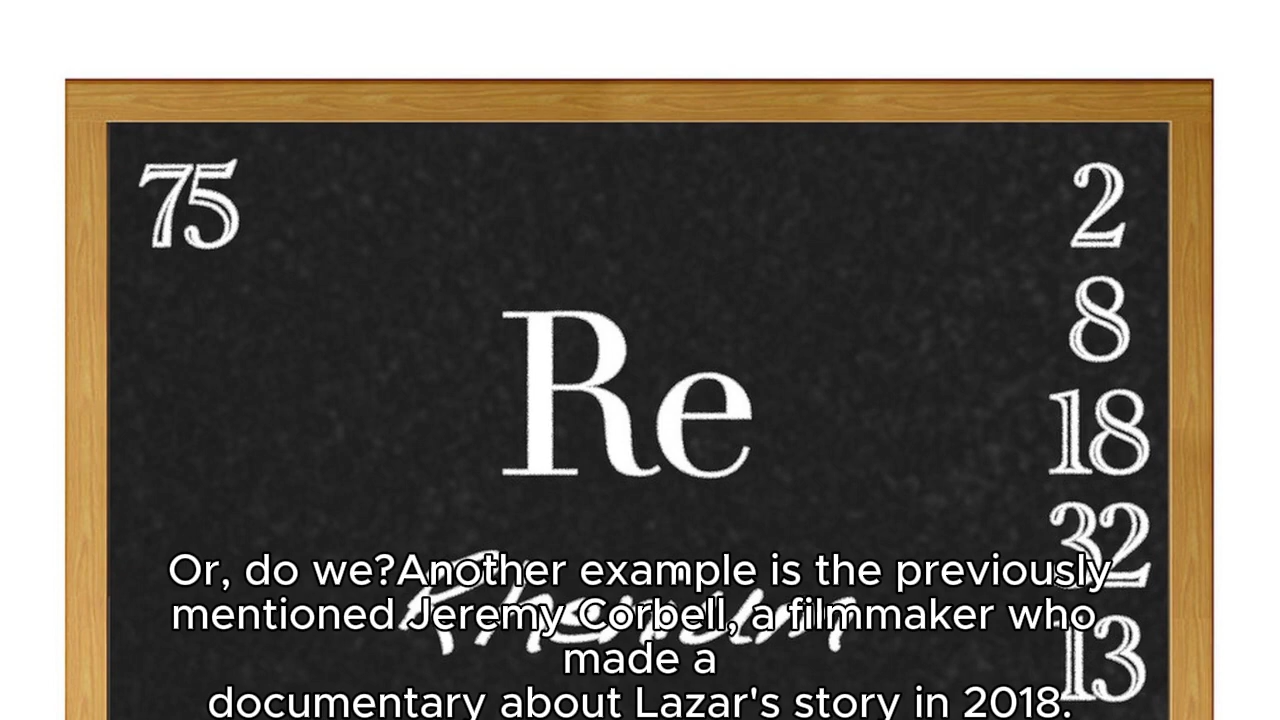 75
2
8
18
32
13
Re
Rhenium
Or, do we?Another example is the previously
mentioned Jeremy Corbell, a filmmaker who
made a
documentary about Lazar's story in 2018.